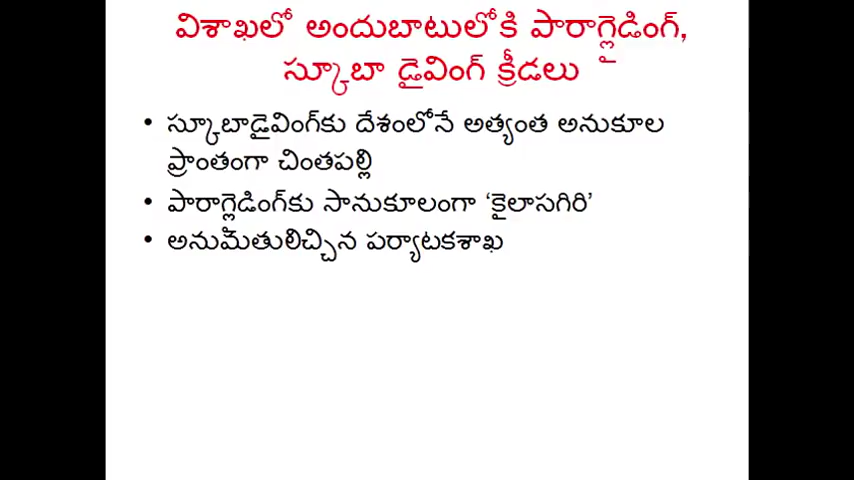 విశాఖలో అందుబాటులోకి పారాగ్లైడింగ్,
స్కూబా డైవింగ్ క్రీడలు
• స్కూబాడైవింగ్‌కు దేశంలోనే అత్యంత అనుకూల
ప్రాంతంగా చింతపల్లి
• పారాగ్లైడింగ్‌కు సానుకూలంగా ‘కైలాసగిరి’
• అనుమతులిచ్చిన పర్యాటకశాఖ